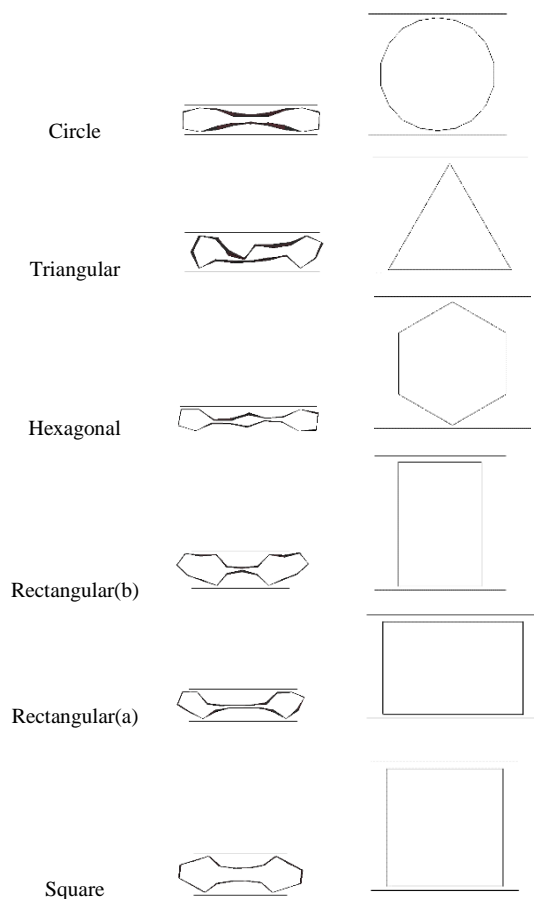 Circle
Triangular
Hexagonal
Rectangular(b)
Rectangular(a)
Square